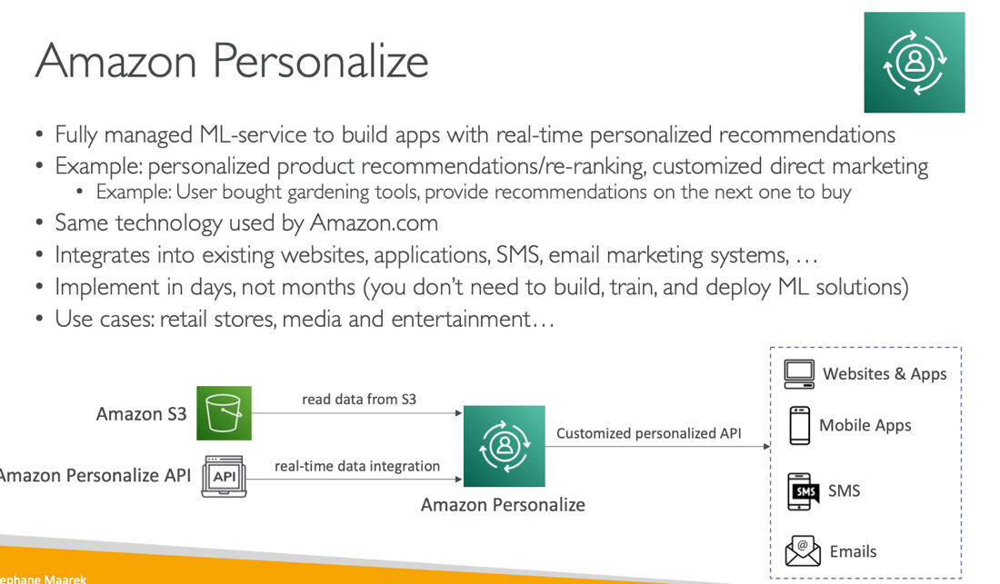 Amazon Personalize
• Fully managed ML-service to build apps with real-time personalized recommendations
• Example: personalized product recommendations/re-ranking, customized direct marketing
• Example: User bought gardening tools, provide recommendations on the next one to buy
• Same technology used by Amazon.com
• Integrates into existing websites, applications, SMS, email marketing systems, …
• Implement in days, not months (you don't need to build, train, and deploy ML solutions)
• Use cases: retail stores, media and entertainment…
Amazon S3
read data from S3
Amazon Personalize API
API
real-time data integration
Amazon Personalize
Customized personalized API
Websites & Apps
Mobile Apps
SMS
SMS
@
Emails
ephane Maarek